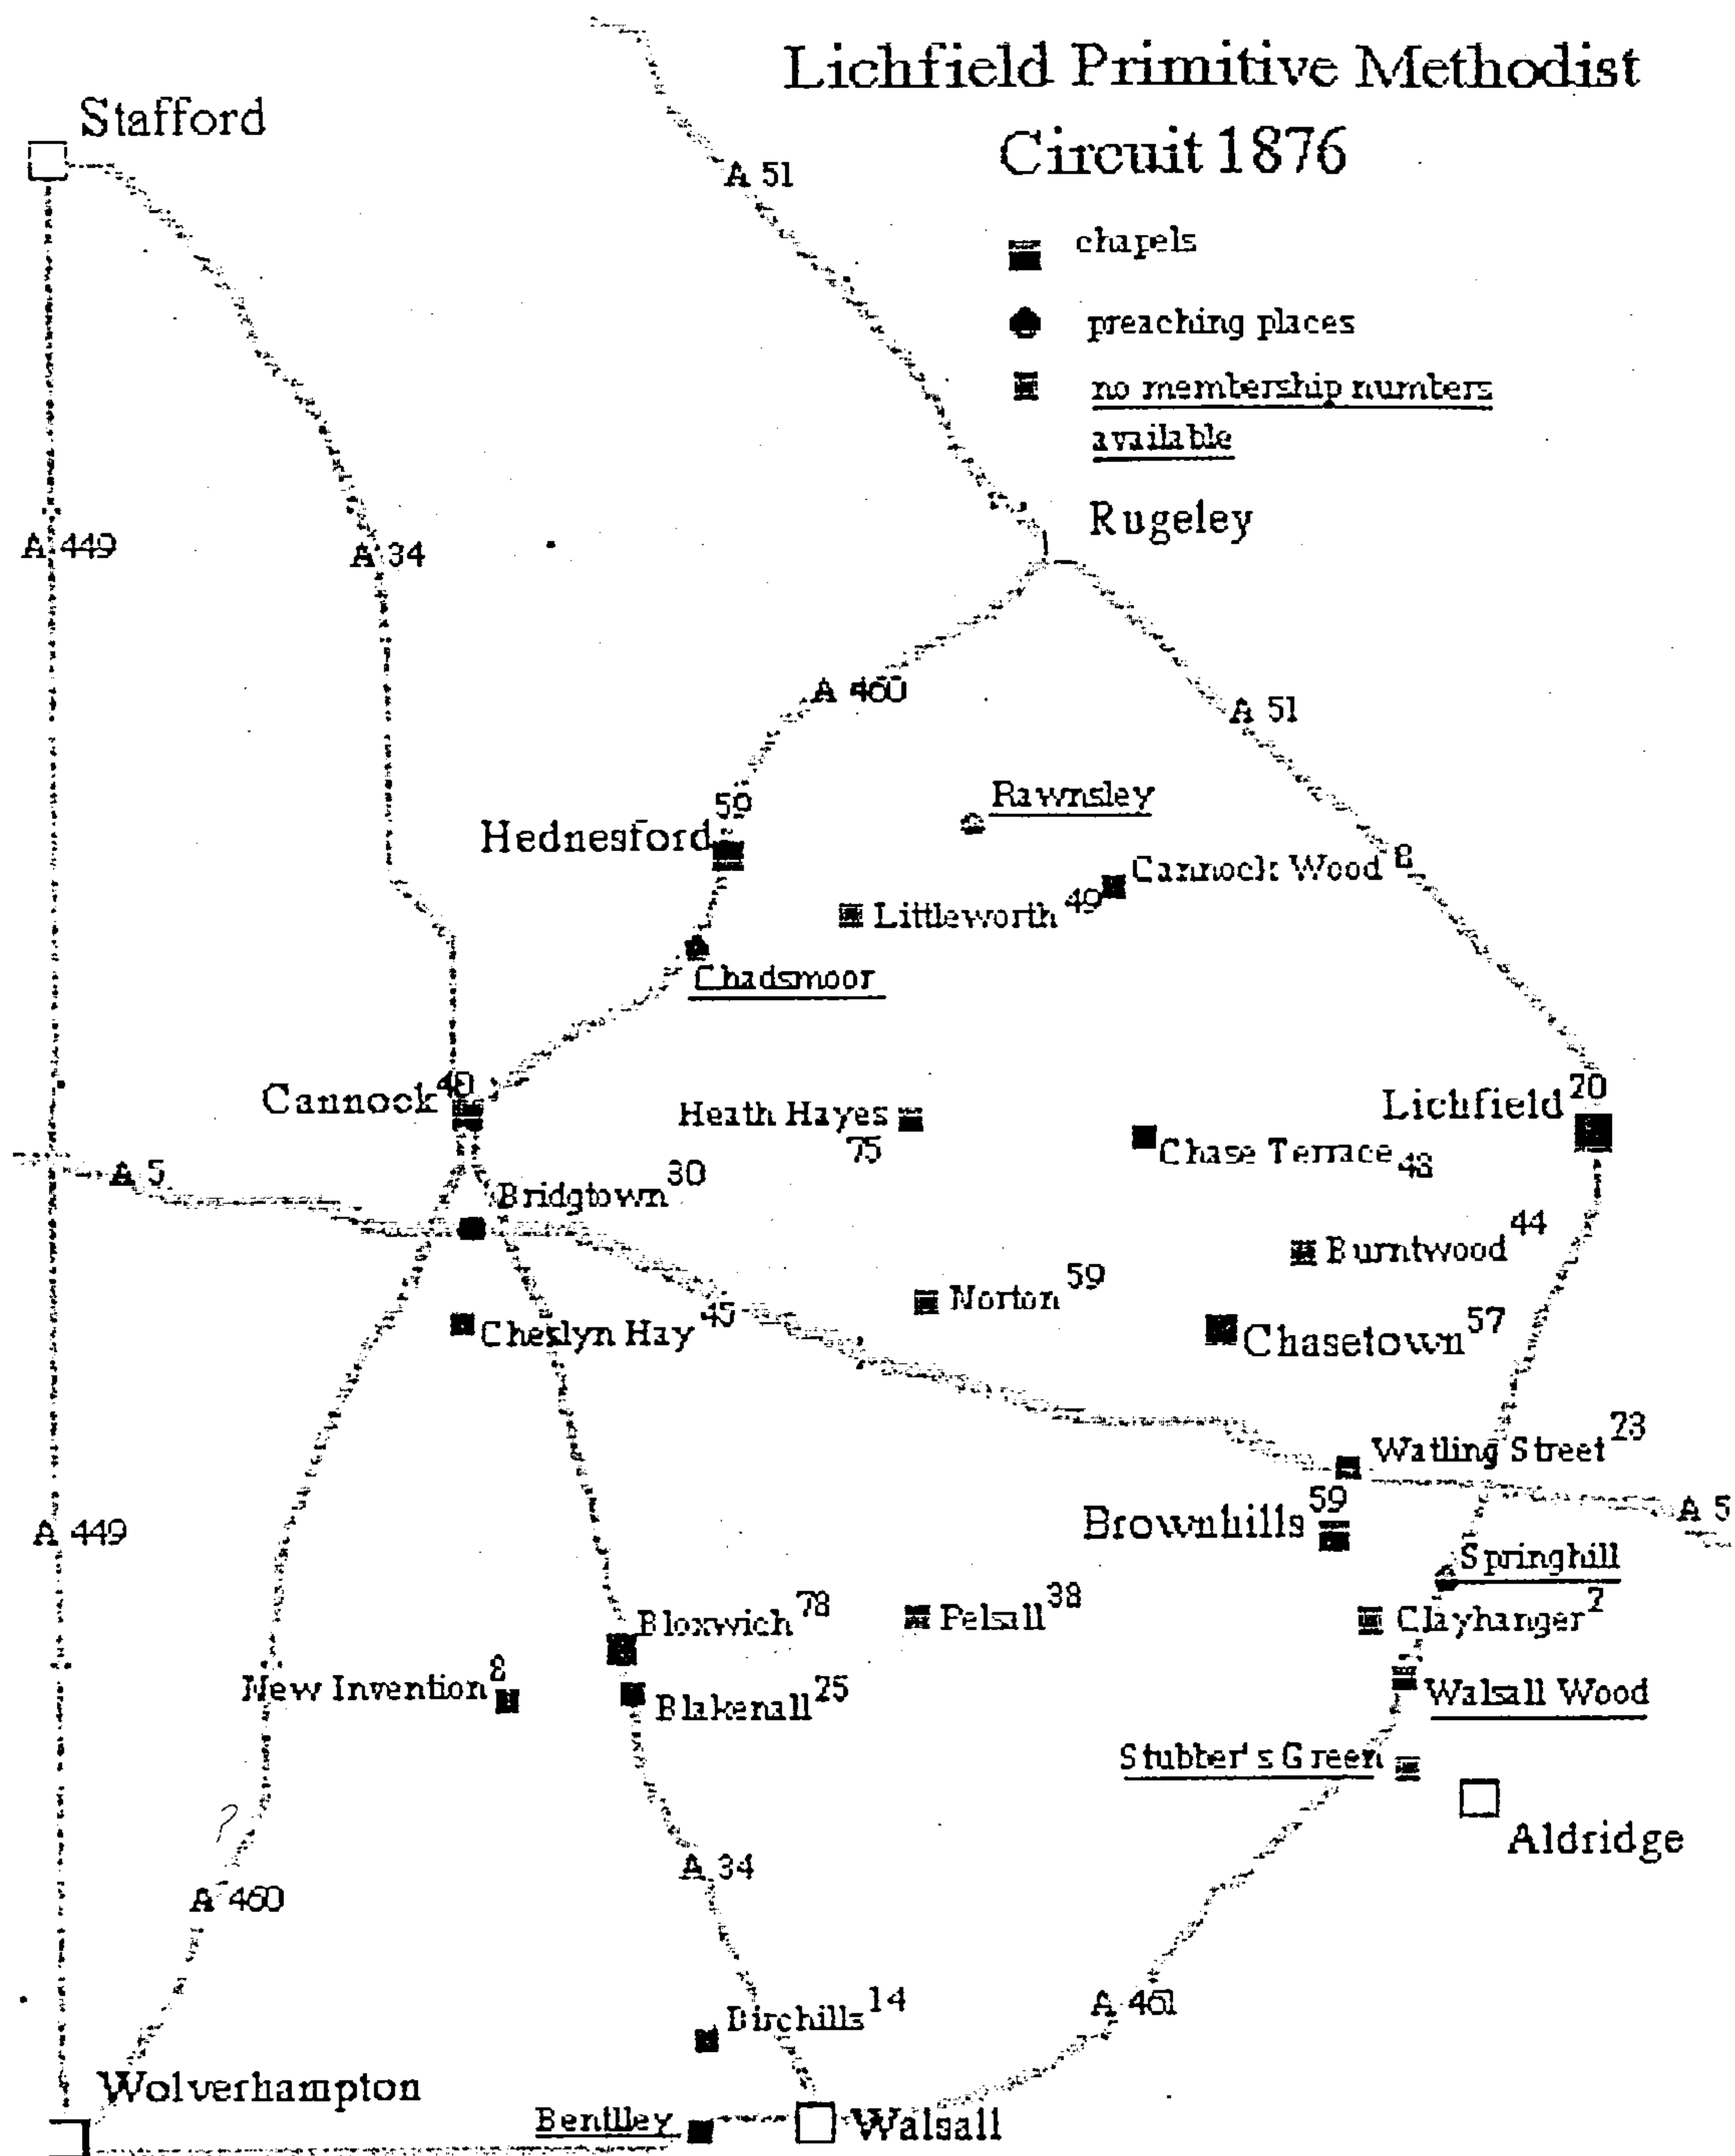 Lichfield Primitive Methodist
Circuit 1876
chapels
preaching places
no membership numbers
available
Stafford
A 51
Rugeley
A 449
A 34
A 460
A 51
50
Rawnsley
Hednesford
Cannock Wood 8
Littleworth 49
Chadsmoor
Cannock 40
Heath Hayes
75
Lichfield 20
Chase Terrace 48
A 5
Bridgtown 30
Burntwood 44
Norton 59
Cheslyn Hay 45
Chasetown 57
Watling Street 23
A 449
Brownhills 59
A 5
Springhill
Bloxwich 78
Pelsall 38
Clayhanger 2
New Invention 8
Blakenall 25
Walsall Wood
Stubber's Green
Aldridge
?
A 34
A 460
A 461
Birchills 14
Wolverhampton
Bentlley
Walsall